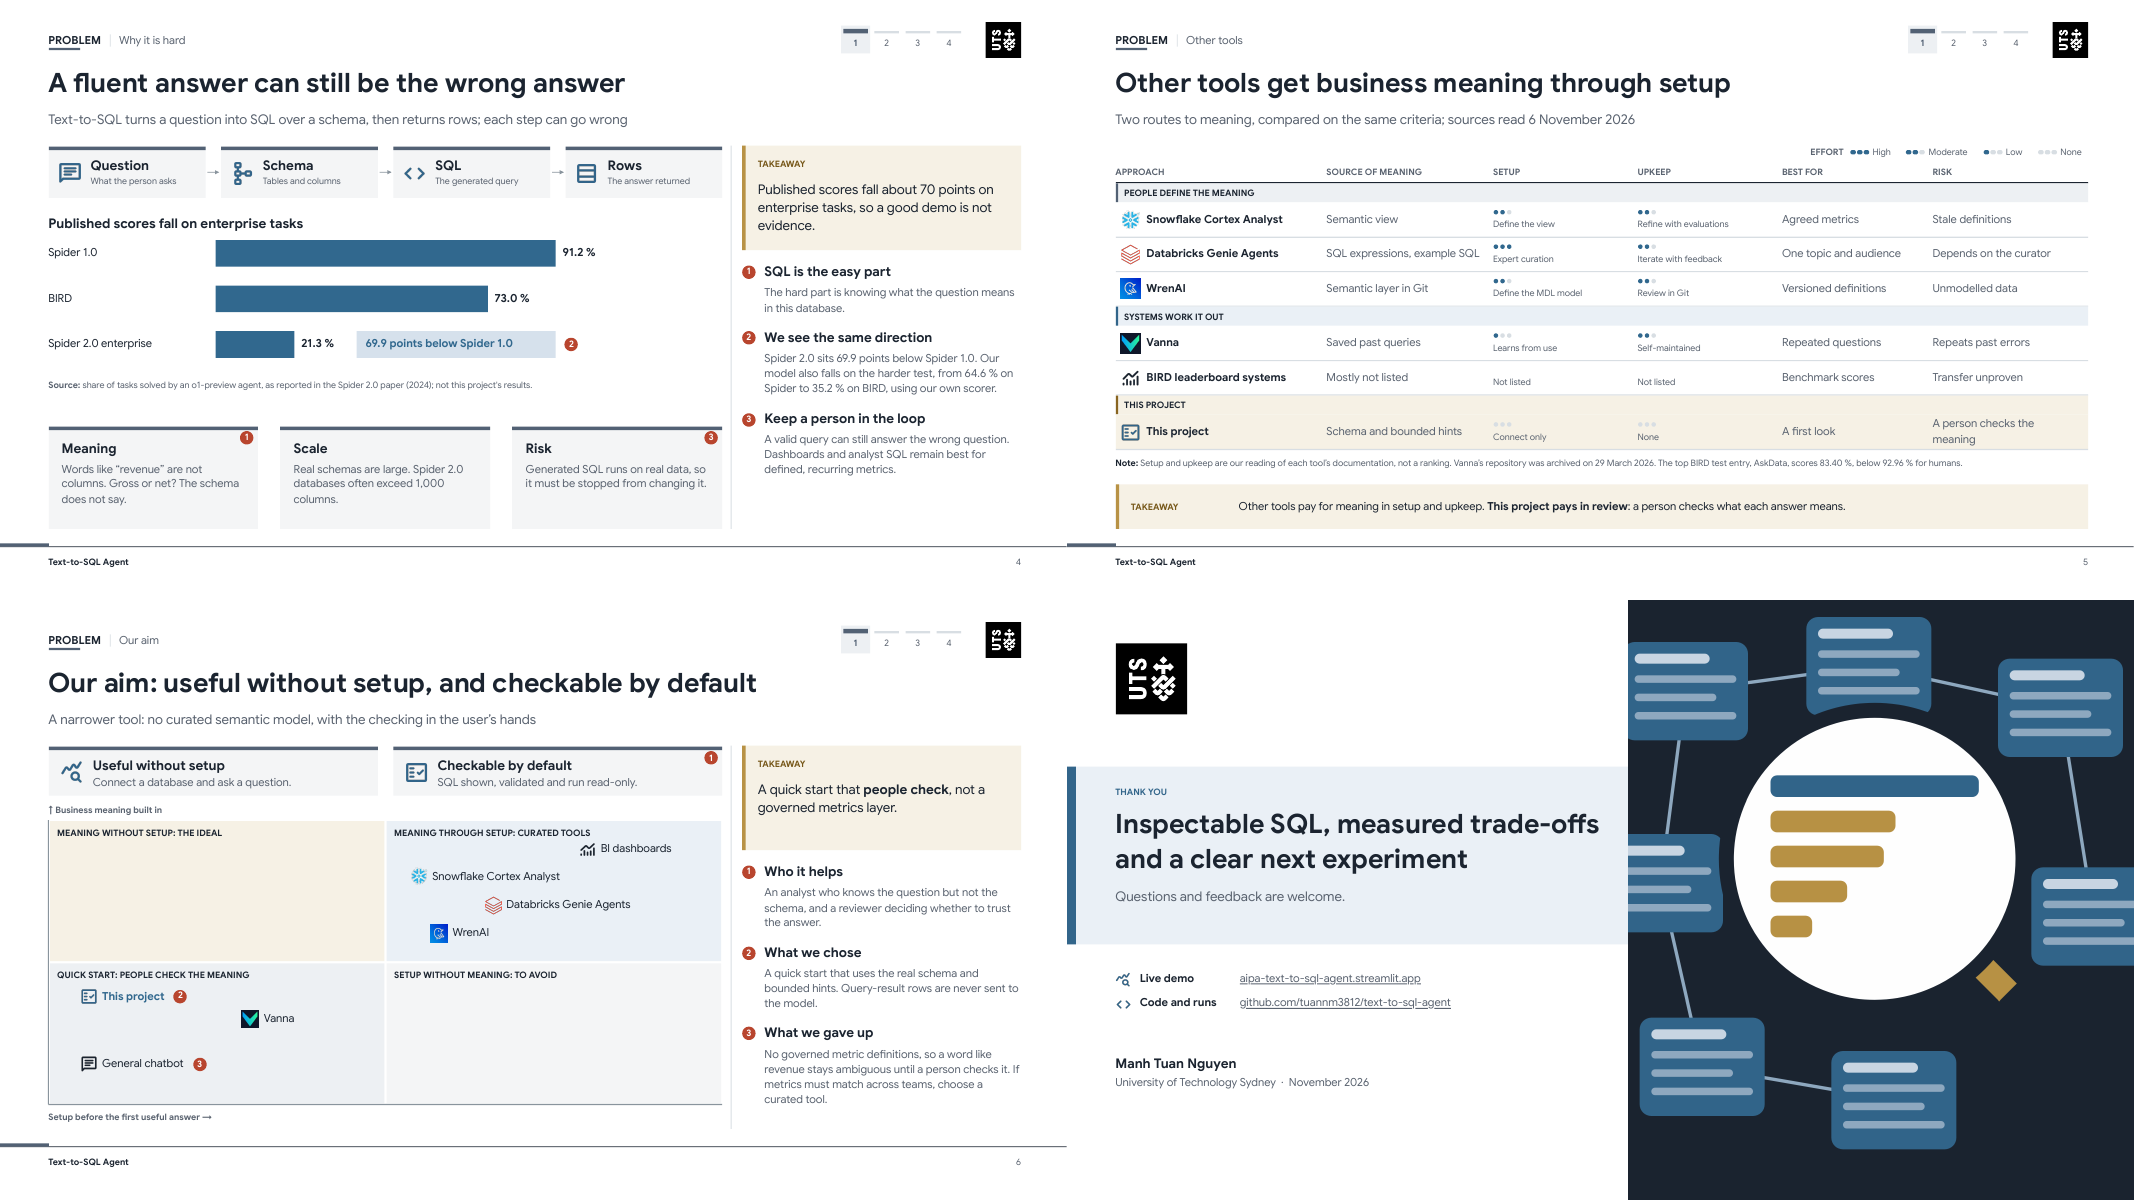 PROBLEM | Why it is hard
1 2 3 4
UTS
A fluent answer can still be the wrong answer
Text-to-SQL turns a question into SQL over a schema, then returns rows; each step can go wrong
Question
What the person asks
Schema
Tables and columns
SQL
The generated query
Rows
The answer returned
Published scores fall on enterprise tasks
Spider 1.0 91.2 %
BIRD 73.0 %
Spider 2.0 enterprise 21.3 % 69.9 points below Spider 1.0 2
Source: share of tasks solved by an o1-preview agent, as reported in the Spider 2.0 paper (2024); not this project's results.
Meaning 1
Words like “revenue” are not
columns. Gross or net? The schema
does not say.
Scale
Real schemas are large. Spider 2.0
databases often exceed 1,000
columns.
Risk 3
Generated SQL runs on real data, so
it must be stopped from changing it.
TAKEAWAY
Published scores fall about 70 points on
enterprise tasks, so a good demo is not
evidence.
1 SQL is the easy part
The hard part is knowing what the question means
in this database.
2 We see the same direction
Spider 2.0 sits 69.9 points below Spider 1.0. Our
model also falls on the harder test, from 64.6 % on
Spider to 35.2 % on BIRD, using our own scorer.
3 Keep a person in the loop
A valid query can still answer the wrong question.
Dashboards and analyst SQL remain best for
defined, recurring metrics.
Text-to-SQL Agent 4
PROBLEM | Other tools
1 2 3 4
UTS
Other tools get business meaning through setup
Two routes to meaning, compared on the same criteria; sources read 6 November 2026
EFFORT High Moderate Low None
APPROACH SOURCE OF MEANING SETUP UPKEEP BEST FOR RISK
PEOPLE DEFINE THE MEANING
Snowflake Cortex Analyst Semantic view Define the view Refine with evaluations Agreed metrics Stale definitions
Databricks Genie Agents SQL expressions, example SQL Expert curation Iterate with feedback One topic and audience Depends on the curator
WrenAI Semantic layer in Git Define the MDL model Review in Git Versioned definitions Unmodelled data
SYSTEMS WORK IT OUT
Vanna Saved past queries Learns from use Self-maintained Repeated questions Repeats past errors
BIRD leaderboard systems Mostly not listed Not listed Not listed Benchmark scores Transfer unproven
THIS PROJECT
This project Schema and bounded hints Connect only None A first look A person checks the
meaning
Note: Setup and upkeep are our reading of each tool's documentation, not a ranking. Vanna's repository was archived on 29 March 2026. The top BIRD test entry, AskData, scores 83.40 %, below 92.96 % for humans.
TAKEAWAY Other tools pay for meaning in setup and upkeep. This project pays in review: a person checks what each answer means.
Text-to-SQL Agent 5
PROBLEM | Our aim
1 2 3 4
UTS
Our aim: useful without setup, and checkable by default
A narrower tool: no curated semantic model, with the checking in the user's hands
Useful without setup
Connect a database and ask a question.
Checkable by default 1
SQL shown, validated and run read-only.
↑ Business meaning built in
MEANING WITHOUT SETUP: THE IDEAL
MEANING THROUGH SETUP: CURATED TOOLS
BI dashboards
Snowflake Cortex Analyst
Databricks Genie Agents
WrenAI
QUICK START: PEOPLE CHECK THE MEANING
This project 2
Vanna
General chatbot 3
SETUP WITHOUT MEANING: TO AVOID
Setup before the first useful answer →
TAKEAWAY
A quick start that people check, not a
governed metrics layer.
1 Who it helps
An analyst who knows the question but not the
schema, and a reviewer deciding whether to trust
the answer.
2 What we chose
A quick start that uses the real schema and
bounded hints. Query-result rows are never sent to
the model.
3 What we gave up
No governed metric definitions, so a word like
revenue stays ambiguous until a person checks it. If
metrics must match across teams, choose a
curated tool.
Text-to-SQL Agent 6
UTS
THANK YOU
Inspectable SQL, measured trade-offs
and a clear next experiment
Questions and feedback are welcome.
Live demo aipa-text-to-sql-agent.streamlit.app
Code and runs github.com/tuannm3812/text-to-sql-agent
Manh Tuan Nguyen
University of Technology Sydney · November 2026